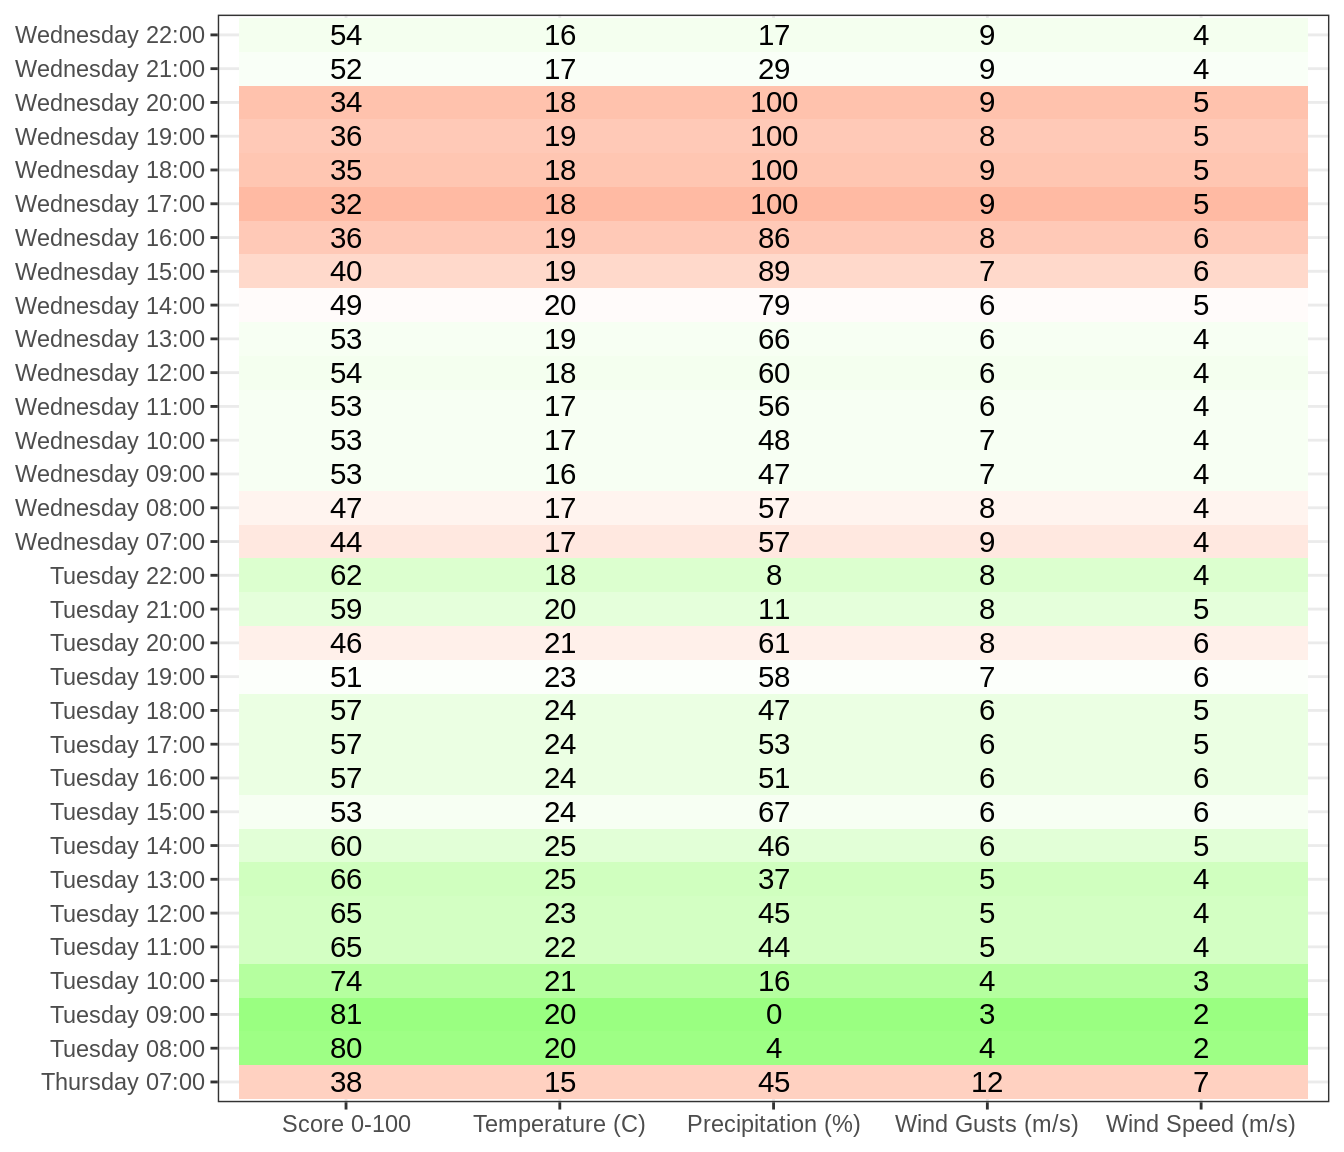 Wednesday 22:00 54 16 17 9 4
Wednesday 21:00 52 17 29 9 4
Wednesday 20:00 34 18 100 9 5
Wednesday 19:00 36 19 100 8 5
Wednesday 18:00 35 18 100 9 5
Wednesday 17:00 32 18 100 9 5
Wednesday 16:00 36 19 86 8 6
Wednesday 15:00 40 19 89 7 6
Wednesday 14:00 49 20 79 6 5
Wednesday 13:00 53 19 66 6 4
Wednesday 12:00 54 18 60 6 4
Wednesday 11:00 53 17 56 6 4
Wednesday 10:00 53 17 48 7 4
Wednesday 09:00 53 16 47 7 4
Wednesday 08:00 47 17 57 8 4
Wednesday 07:00 44 17 57 9 4
Tuesday 22:00 62 18 8 8 4
Tuesday 21:00 59 20 11 8 5
Tuesday 20:00 46 21 61 8 6
Tuesday 19:00 51 23 58 7 6
Tuesday 18:00 57 24 47 6 5
Tuesday 17:00 57 24 53 6 5
Tuesday 16:00 57 24 51 6 6
Tuesday 15:00 53 24 67 6 6
Tuesday 14:00 60 25 46 6 5
Tuesday 13:00 66 25 37 5 4
Tuesday 12:00 65 23 45 5 4
Tuesday 11:00 65 22 44 5 4
Tuesday 10:00 74 21 16 4 3
Tuesday 09:00 81 20 0 3 2
Tuesday 08:00 80 20 4 4 2
Thursday 07:00 38 15 45 12 7
Score 0-100 Temperature (C) Precipitation (%) Wind Gusts (m/s) Wind Speed (m/s)